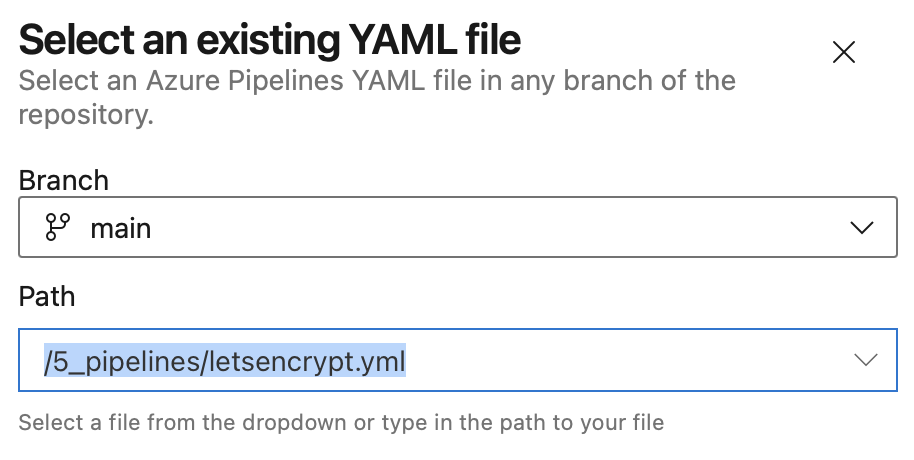 Select an existing YAML file
Select an Azure Pipelines YAML file in any branch of the
repository.
Branch
main
Path
/5_pipelines/letsencrypt.yml
Select a file from the dropdown or type in the path to your file